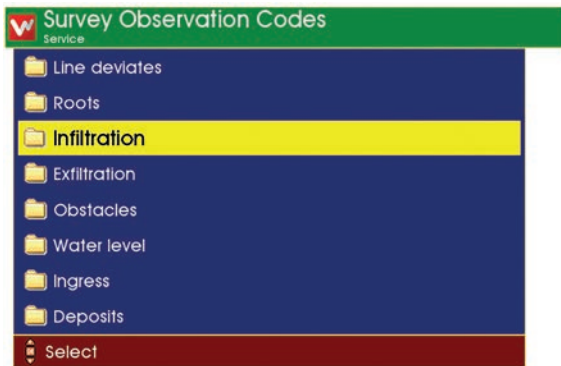 Survey Observation Codes
Service
Line deviates
Roots
Infiltration
Exfiltration
Obstacles
Water level
Ingress
Deposits
Select